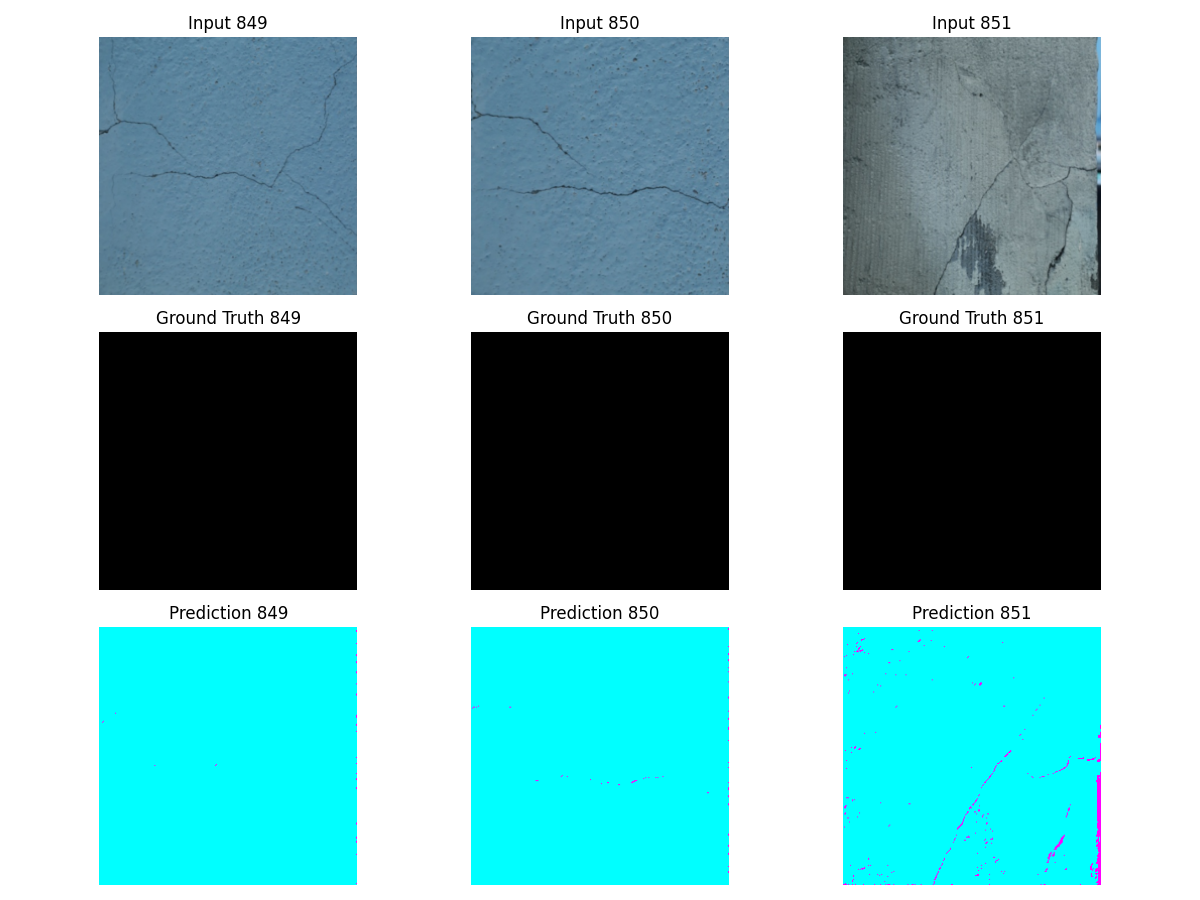 Input 849
Input 850
Input 851
Ground Truth 849
Ground Truth 850
Ground Truth 851
Prediction 849
Prediction 850
Prediction 851